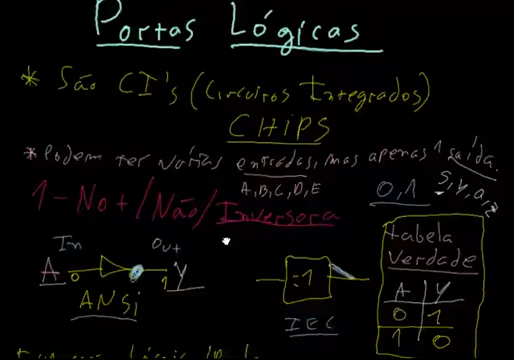 Portas Lógicas
* São CI's (Circuitos Integrados)
CHIPS
* Podem ter várias entradas, mas apenas 1 saída.
A, B, C, D, E
0, 1
S, Y, Q, Z
1 - Not / Não / Inversora
In Out
A 0 1 Y
ANSi
1
IEC
tabela
verdade
A Y
0 1
1 0